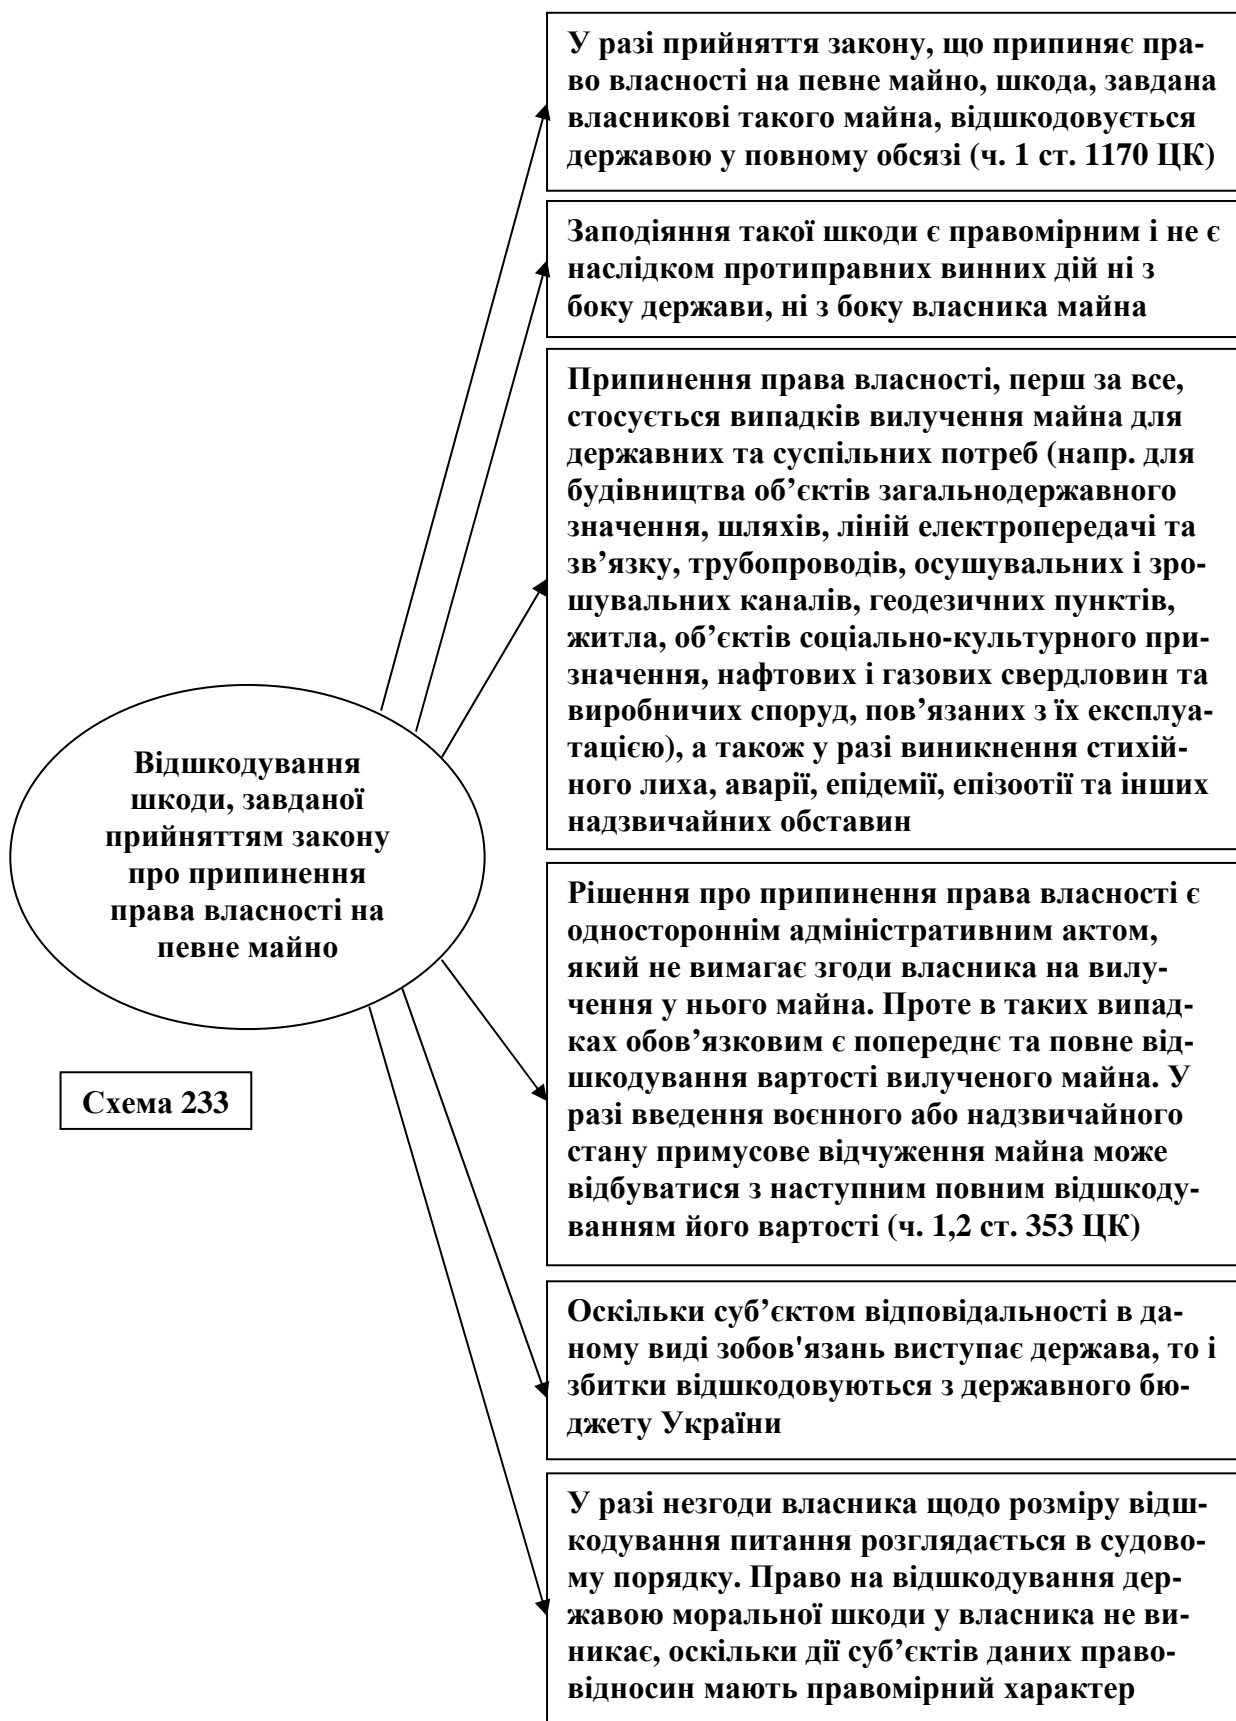 У разі прийняття закону, що припиняє пра-
во власності на певне майно, шкода, завдана
власникові такого майна, відшкодовується
державою у повному обсязі (ч. 1 ст. 1170 ЦК)
Заподіяння такої шкоди є правомірним і не є
наслідком протиправних винних дій ні з
боку держави, ні з боку власника майна
Припинення права власності, перш за все,
стосується випадків вилучення майна для
державних та суспільних потреб (напр. для
будівництва об’єктів загальнодержавного
значення, шляхів, ліній електропередачі та
зв’язку, трубопроводів, осушувальних і зро-
шувальних каналів, геодезичних пунктів,
житла, об’єктів соціально-культурного при-
значення, нафтових і газових свердловин та
виробничих споруд, пов’язаних з їх експлуа-
тацією), а також у разі виникнення стихій-
ного лиха, аварії, епідемії, епізоотії та інших
надзвичайних обставин
Відшкодування
шкоди, завданої
прийняттям закону
про припинення
права власності на
певне майно
Рішення про припинення права власності є
одностороннім адміністративним актом,
який не вимагає згоди власника на вилу-
чення у нього майна. Проте в таких випад-
ках обов’язковим є попереднє та повне від-
шкодування вартості вилученого майна. У
разі введення воєнного або надзвичайного
стану примусове відчуження майна може
відбуватися з наступним повним відшкоду-
ванням його вартості (ч. 1,2 ст. 353 ЦК)
Схема 233
Оскільки суб’єктом відповідальності в да-
ному виді зобов'язань виступає держава, то і
збитки відшкодовуються з державного бю-
джету України
У разі незгоди власника щодо розміру відш-
кодування питання розглядається в судово-
му порядку. Право на відшкодування дер-
жавою моральної шкоди у власника не ви-
никає, оскільки дії суб’єктів даних право-
відносин мають правомірний характер